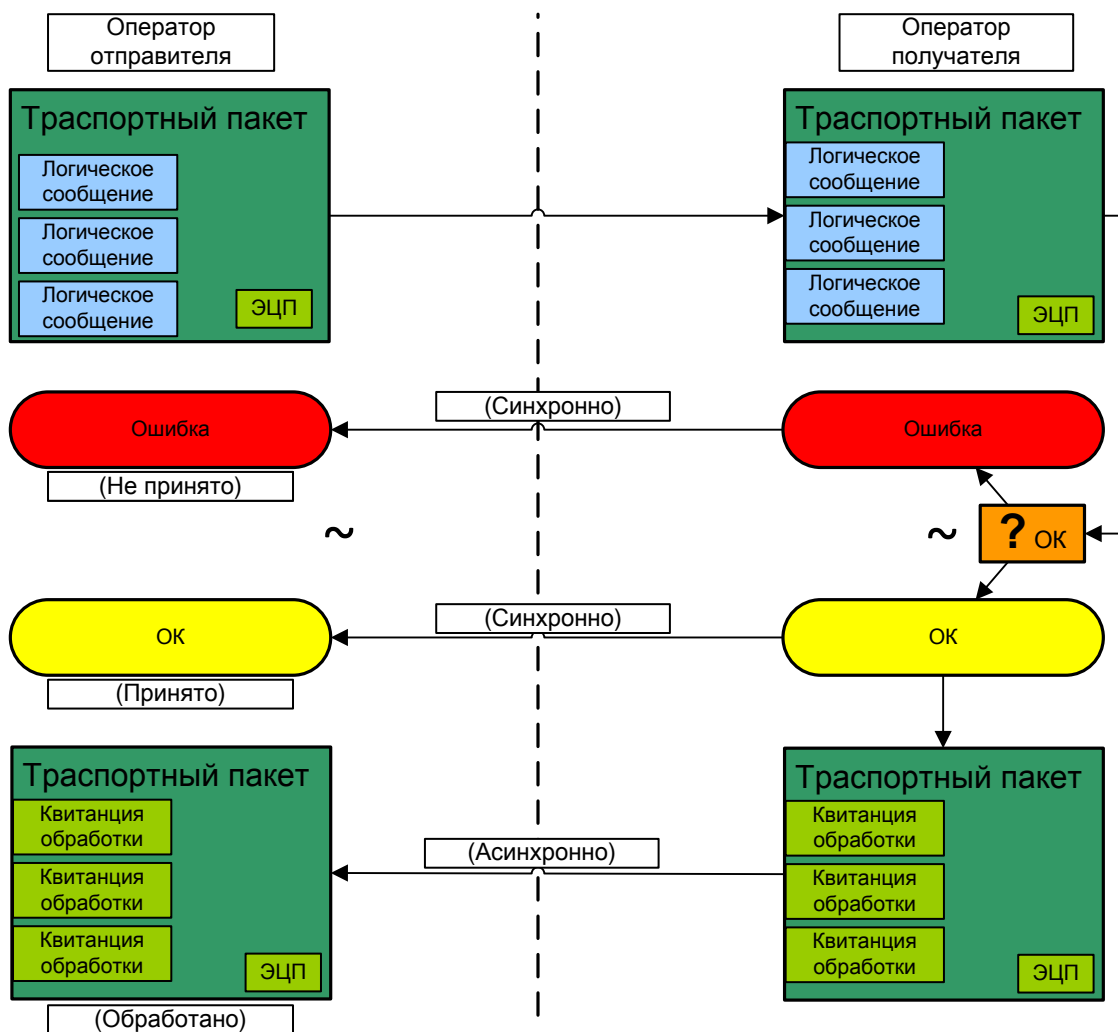 Оператор
отправителя
Оператор
получателя
Траспортный пакет
Логическое
сообщение
Логическое
сообщение
Логическое
сообщение
ЭЦП
Траспортный пакет
Логическое
сообщение
Логическое
сообщение
Логическое
сообщение
ЭЦП
(Синхронно)
Ошибка
Ошибка
(Не принято)
~
~
? ОК
(Синхронно)
ОК
ОК
(Принято)
Траспортный пакет
Квитанция
обработки
Квитанция
обработки
Квитанция
обработки
ЭЦП
(Обработано)
(Асинхронно)
Траспортный пакет
Квитанция
обработки
Квитанция
обработки
Квитанция
обработки
ЭЦП